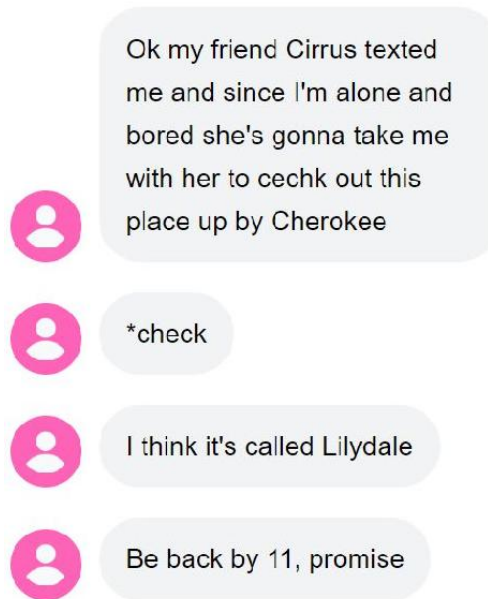 Ok my friend Cirrus texted
me and since I'm alone and
bored she's gonna take me
with her to cechk out this
place up by Cherokee
*check
I think it's called Lilydale
Be back by 11, promise